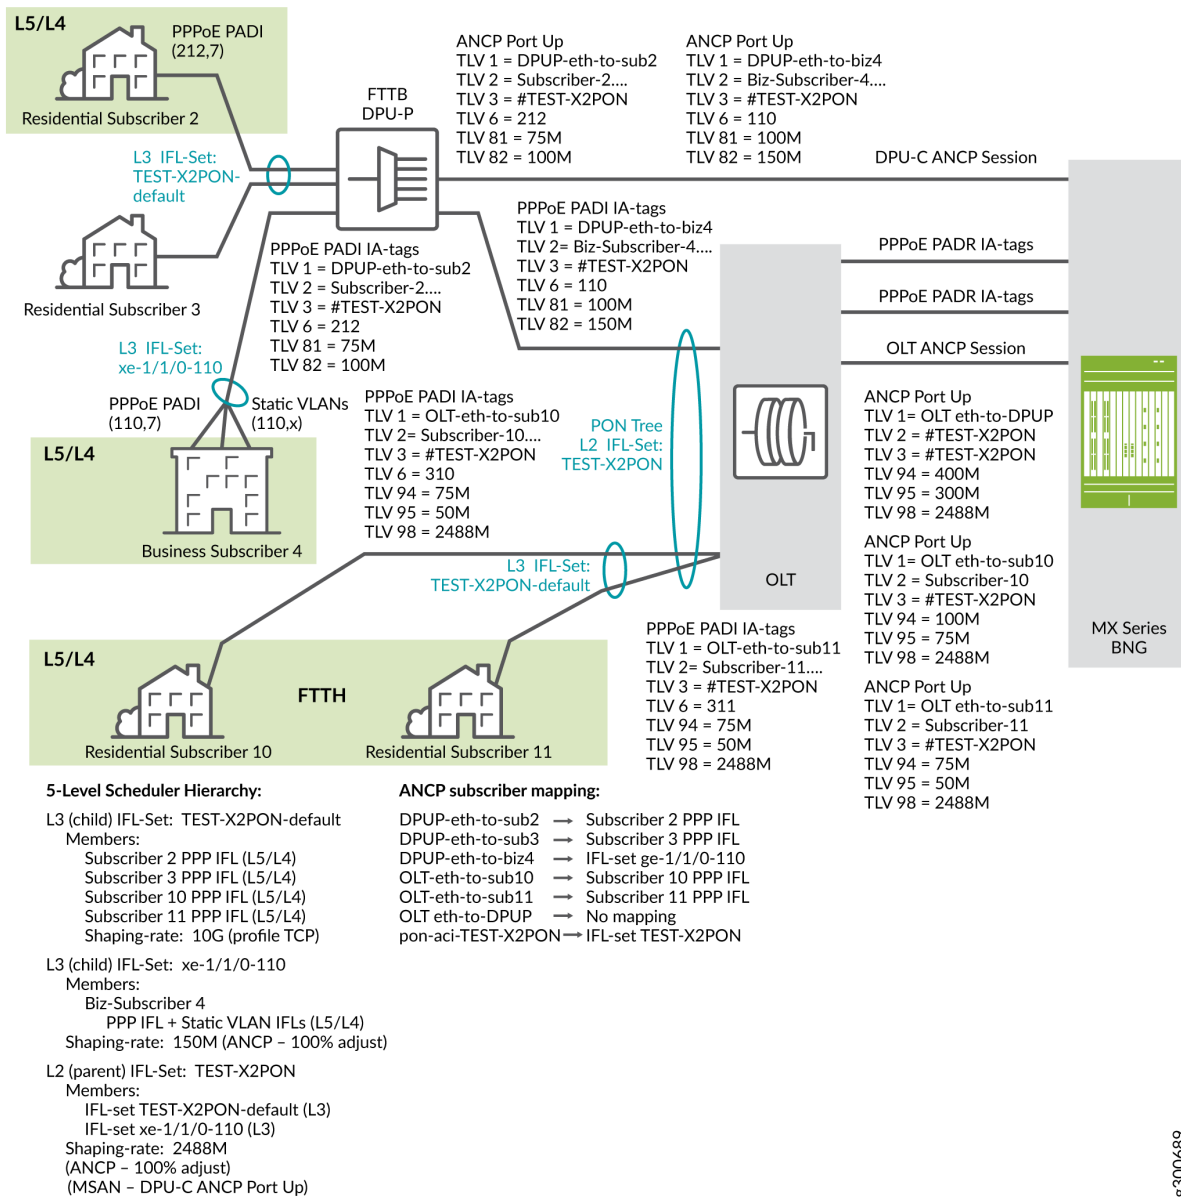 L5/L4
PPPoE PADI
(212,7)
Residential Subscriber 2
FTTB
DPU-P
ANCP Port Up
TLV 1 = DPUP-eth-to-sub2
TLV 2 = Subscriber-2....
TLV 3 = #TEST-X2PON
TLV 6 = 212
TLV 81 = 75M
TLV 82 = 100M
ANCP Port Up
TLV 1 = DPUP-eth-to-biz4
TLV 2 = Biz-Subscriber-4....
TLV 3 = #TEST-X2PON
TLV 6 = 110
TLV 81 = 100M
TLV 82 = 150M
DPU-C ANCP Session
L3 IFL-Set:
TEST-X2PON-
default
Residential Subscriber 3
PPPoE PADI IA-tags
TLV 1 = DPUP-eth-to-sub2
TLV 2 = Subscriber-2....
TLV 3 = #TEST-X2PON
TLV 6 = 212
TLV 81 = 75M
TLV 82 = 100M
PPPoE PADI IA-tags
TLV 1 = DPUP-eth-to-biz4
TLV 2= Biz-Subscriber-4....
TLV 3 = #TEST-X2PON
TLV 6 = 110
TLV 81 = 100M
TLV 82 = 150M
PPPoE PADR IA-tags
PPPoE PADR IA-tags
OLT ANCP Session
L3 IFL-Set:
xe-1/1/0-110
PPPoE PADI
(110,7)
Static VLANs
(110,x)
L5/L4
Business Subscriber 4
PPPoE PADI IA-tags
TLV 1 = OLT-eth-to-sub10
TLV 2= Subscriber-10....
TLV 3 = #TEST-X2PON
TLV 6 = 310
TLV 94 = 75M
TLV 95 = 50M
TLV 98 = 2488M
PON Tree
L2 IFL-Set:
TEST-X2PON
L3 IFL-Set:
TEST-X2PON-default
OLT
ANCP Port Up
TLV 1= OLT eth-to-DPUP
TLV 2 = #TEST-X2PON
TLV 3 = #TEST-X2PON
TLV 94 = 400M
TLV 95 = 300M
TLV 98 = 2488M
ANCP Port Up
TLV 1= OLT eth-to-sub10
TLV 2 = Subscriber-10
TLV 3 = #TEST-X2PON
TLV 94 = 100M
TLV 95 = 75M
TLV 98 = 2488M
ANCP Port Up
TLV 1= OLT eth-to-sub11
TLV 2 = Subscriber-11
TLV 3 = #TEST-X2PON
TLV 94 = 75M
TLV 95 = 50M
TLV 98 = 2488M
MX Series
BNG
L5/L4
FTTH
Residential Subscriber 10
Residential Subscriber 11
PPPoE PADI IA-tags
TLV 1 = OLT-eth-to-sub11
TLV 2= Subscriber-11....
TLV 3 = #TEST-X2PON
TLV 6 = 311
TLV 94 = 75M
TLV 95 = 50M
TLV 98 = 2488M
5-Level Scheduler Hierarchy:
L3 (child) IFL-Set: TEST-X2PON-default
Members:
Subscriber 2 PPP IFL (L5/L4)
Subscriber 3 PPP IFL (L5/L4)
Subscriber 10 PPP IFL (L5/L4)
Subscriber 11 PPP IFL (L5/L4)
Shaping-rate: 10G (profile TCP)
L3 (child) IFL-Set: xe-1/1/0-110
Members:
Biz-Subscriber 4
PPP IFL + Static VLAN IFLs (L5/L4)
Shaping-rate: 150M (ANCP – 100% adjust)
L2 (parent) IFL-Set: TEST-X2PON
Members:
IFL-set TEST-X2PON-default (L3)
IFL-set xe-1/1/0-110 (L3)
Shaping-rate: 2488M
(ANCP – 100% adjust)
(MSAN – DPU-C ANCP Port Up)
ANCP subscriber mapping:
DPUP-eth-to-sub2 → Subscriber 2 PPP IFL
DPUP-eth-to-sub3 → Subscriber 3 PPP IFL
DPUP-eth-to-biz4 → IFL-set ge-1/1/0-110
OLT-eth-to-sub10 → Subscriber 10 PPP IFL
OLT-eth-to-sub11 → Subscriber 11 PPP IFL
OLT eth-to-DPUP → No mapping
pon-aci-TEST-X2PON → IFL-set TEST-X2PON
g300689